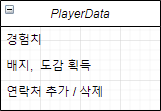 PlayerData
경험치
배지, 도감 획득
연락처 추가 / 삭제